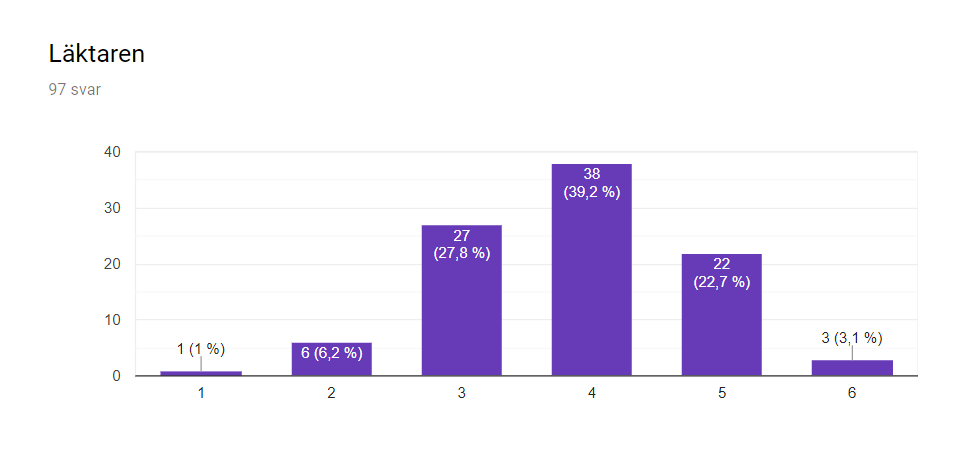 Läktaren
97 svar
40
30
20
10
0
1 (1 %)
6 (6,2 %)
27
(27,8 %)
38
(39,2 %)
22
(22,7 %)
3 (3,1 %)
1 2 3 4 5 6